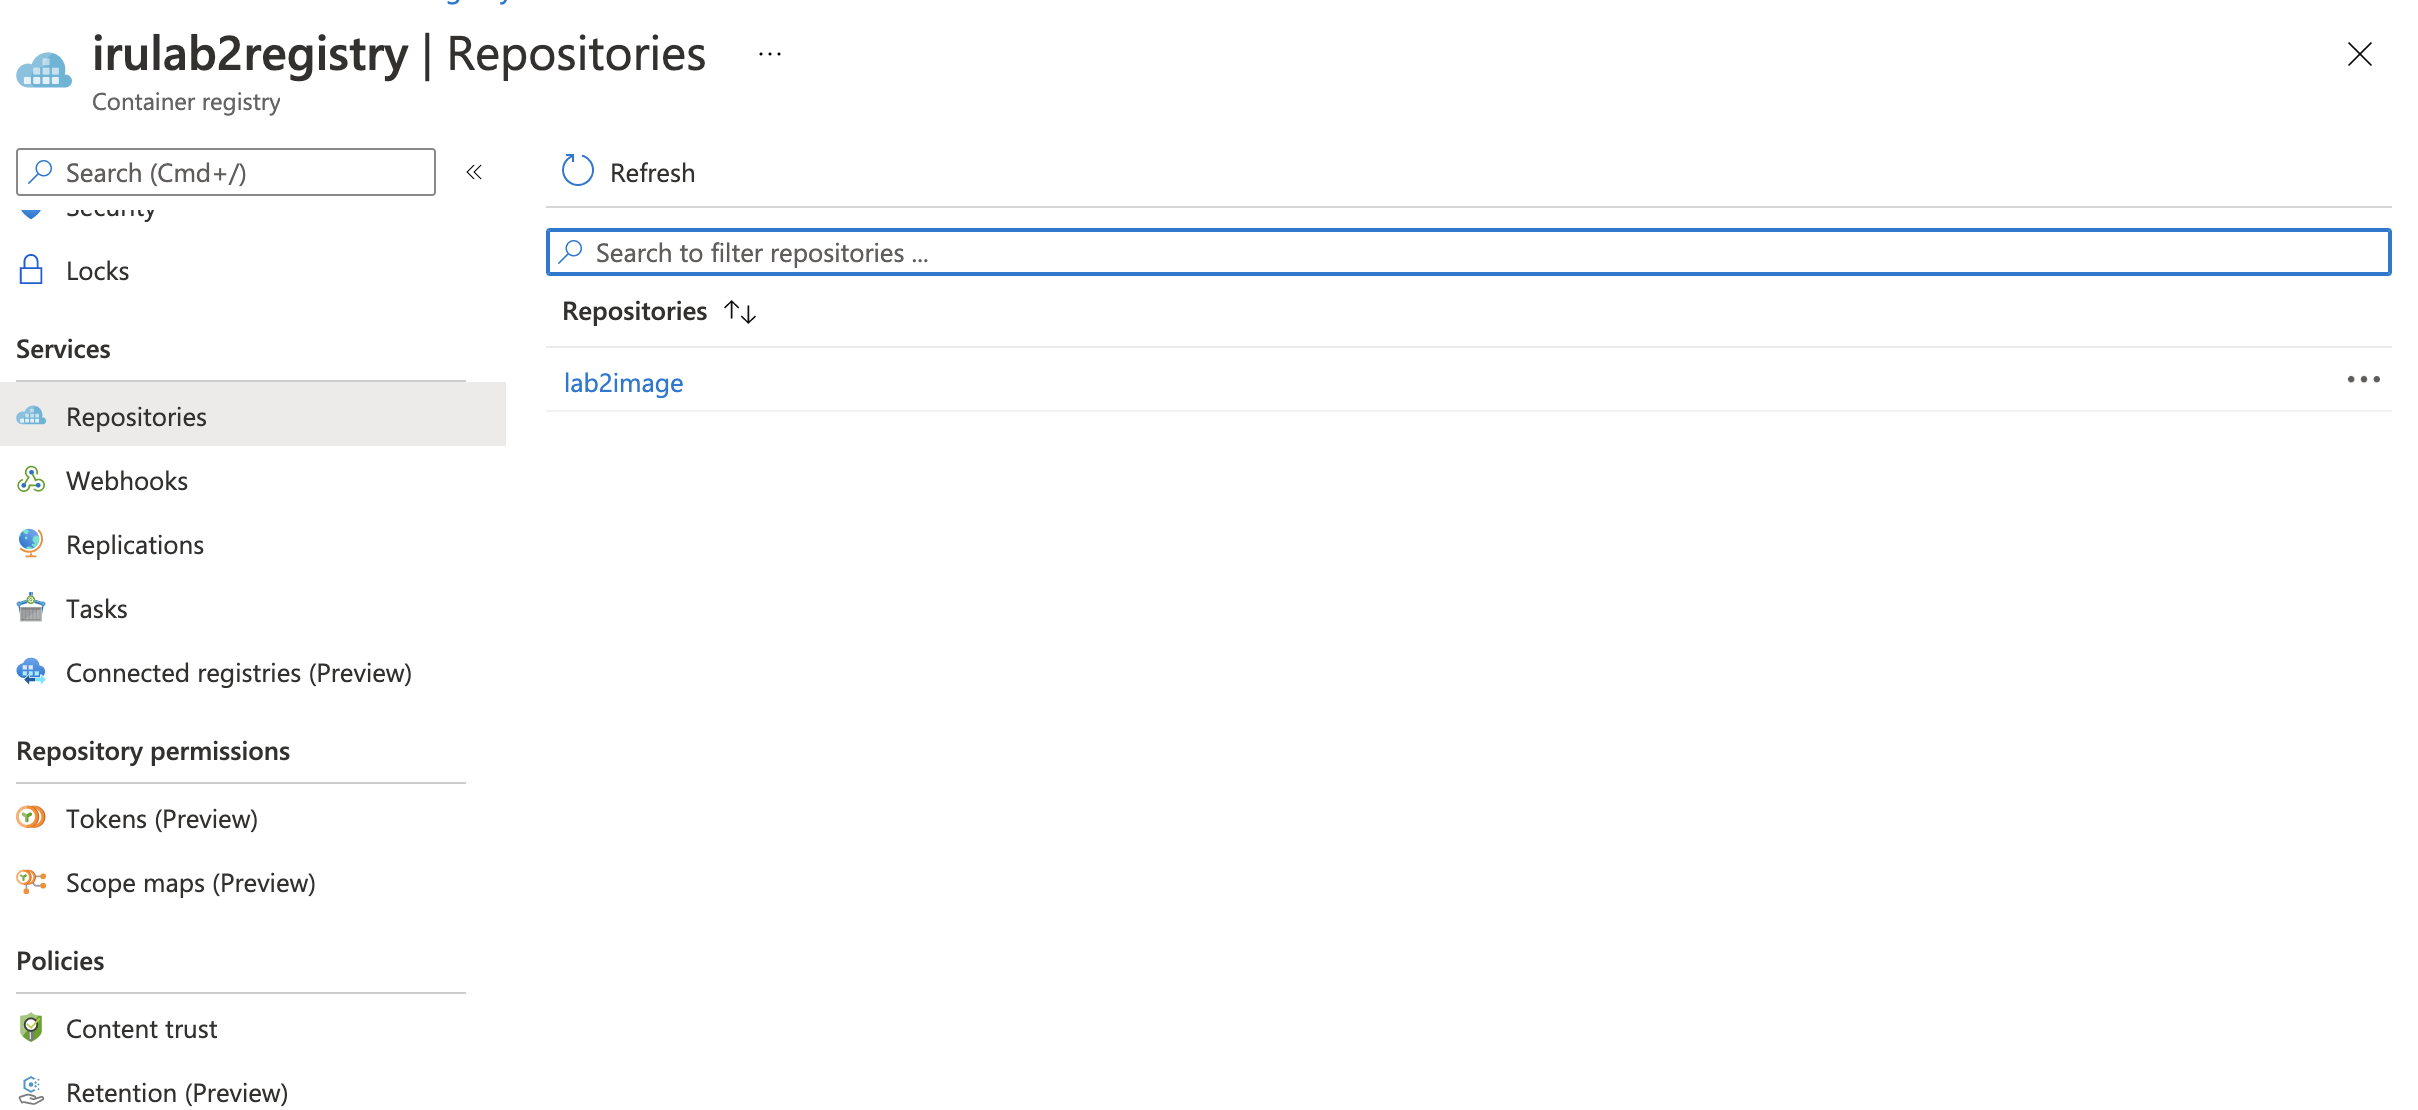 irulab2registry | Repositories ...
Container registry
Search (Cmd+/)
«
Security
Locks
Services
Repositories
Webhooks
Replications
Tasks
Connected registries (Preview)
Repository permissions
Tokens (Preview)
Scope maps (Preview)
Policies
Content trust
Retention (Preview)
Refresh
Search to filter repositories ...
Repositories ↑↓
lab2image